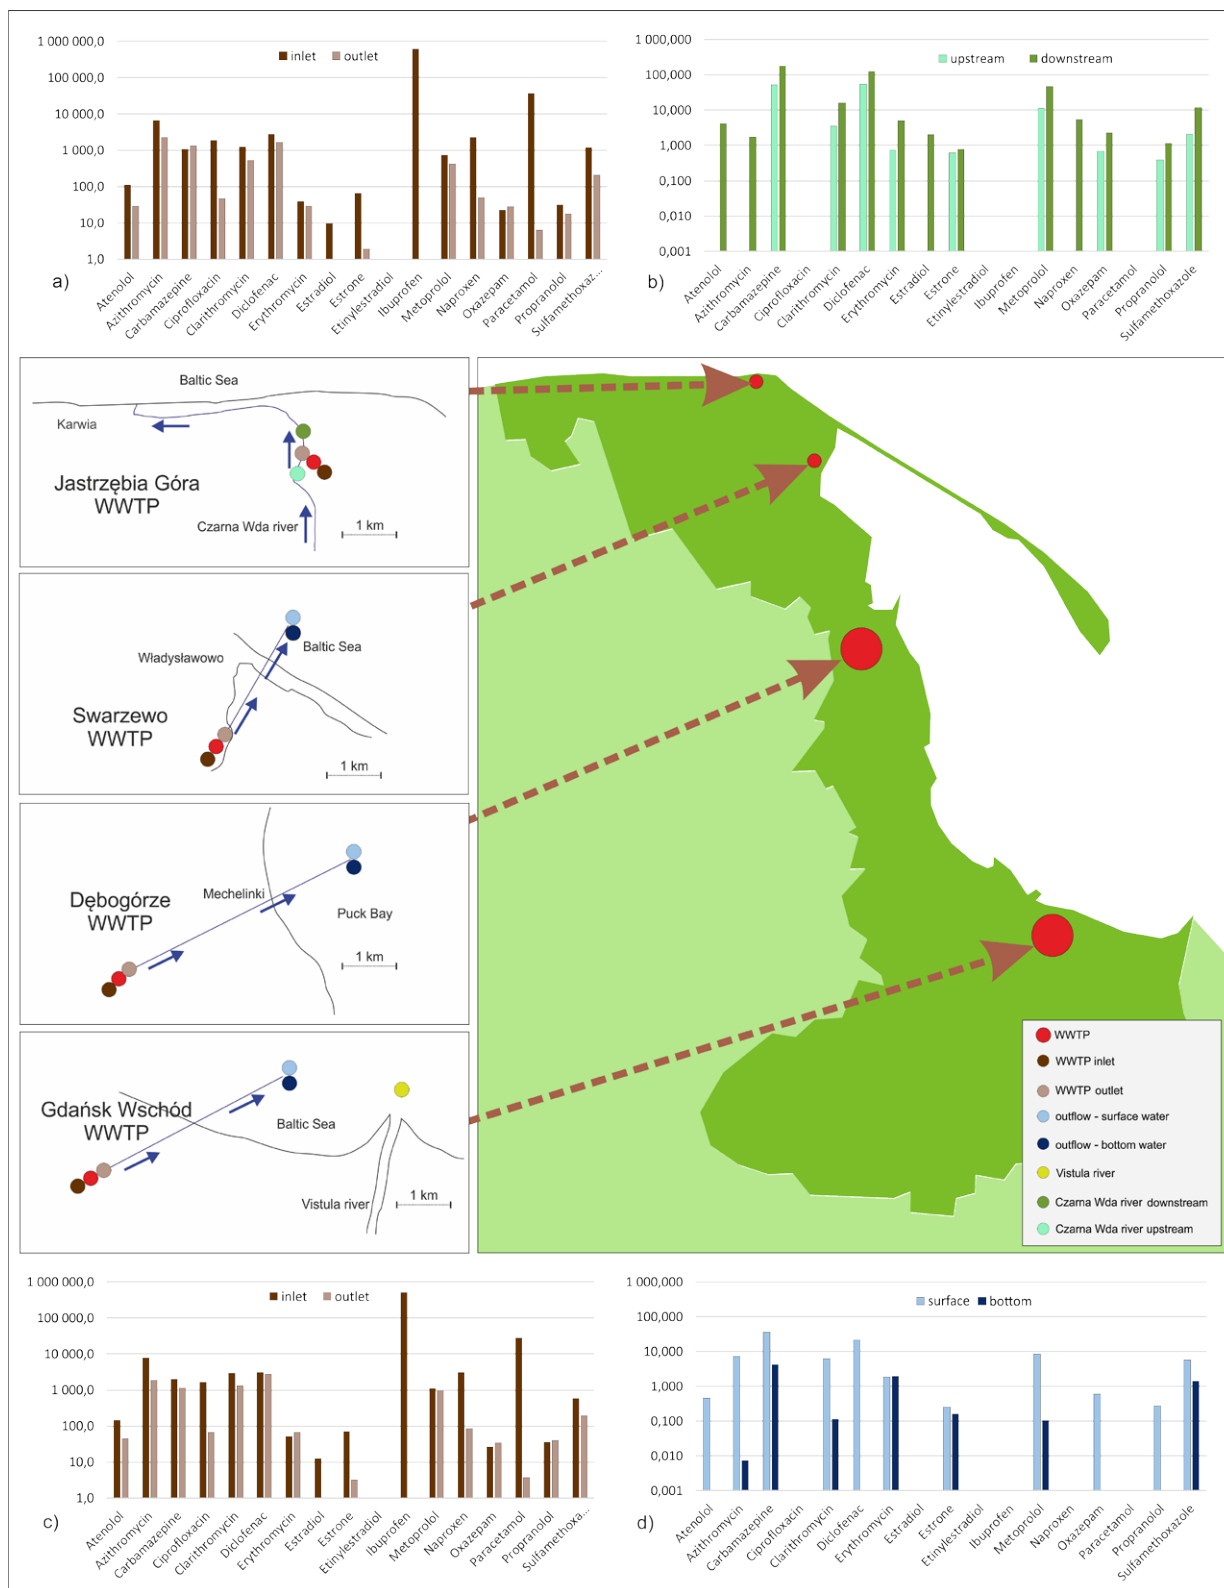 1 000 000,0
100 000,0
10 000,0
1 000,0
100,0
10,0
1,0
inlet outlet
a)
Atenolol
Azithromycin
Carbamazepine
Ciprofloxacin
Clarithromycin
Diclofenac
Erythromycin
Estradiol
Estrone
Etinylestradiol
Ibuprofen
Metoprolol
Naproxen
Oxazepam
Paracetamol
Propranolol
Sulfamethoxaz...
1 000,000
100,000
10,000
1,000
0,100
0,010
0,001
upstream downstream
b)
Atenolol
Azithromycin
Carbamazepine
Ciprofloxacin
Clarithromycin
Diclofenac
Erythromycin
Estradiol
Estrone
Etinylestradiol
Ibuprofen
Metoprolol
Naproxen
Oxazepam
Paracetamol
Propranolol
Sulfamethoxazole
Baltic Sea
Karwia
Jastrzębia Góra
WWTP
Czarna Wda river
1 km
Władysławowo
Baltic Sea
Swarzewo
WWTP
1 km
Dębogórze
WWTP
Mechelinki
Puck Bay
1 km
Gdańsk Wschód
WWTP
Baltic Sea
Vistula river
1 km
WWTP
WWTP inlet
WWTP outlet
outflow - surface water
outflow - bottom water
Vistula river
Czarna Wda river downstream
Czarna Wda river upstream
1 000 000,0
100 000,0
10 000,0
1 000,0
100,0
10,0
1,0
inlet outlet
c)
Atenolol
Azithromycin
Carbamazepine
Ciprofloxacin
Clarithromycin
Diclofenac
Erythromycin
Estradiol
Estrone
Etinylestradiol
Ibuprofen
Metoprolol
Naproxen
Oxazepam
Paracetamol
Propranolol
Sulfamethoxa...
1 000,000
100,000
10,000
1,000
0,100
0,010
0,001
surface bottom
d)
Atenolol
Azithromycin
Carbamazepine
Ciprofloxacin
Clarithromycin
Diclofenac
Erythromycin
Estradiol
Estrone
Etinylestradiol
Ibuprofen
Metoprolol
Naproxen
Oxazepam
Paracetamol
Propranolol
Sulfamethoxazole